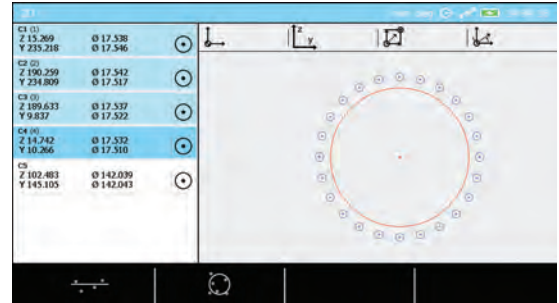 C1 (1)
Z 15.269 Ø 17.538
Y 235.218 Ø 17.546
C2 (2)
Z 190.259 Ø 17.542
Y 234.809 Ø 17.517
C3 (3)
Z 189.633 Ø 17.537
Y 9.837 Ø 17.522
C4 (4)
Z 14.742 Ø 17.532
Y 10.266 Ø 17.510
C5
Z 102.483 Ø 142.039
Y 145.105 Ø 142.043
z
y